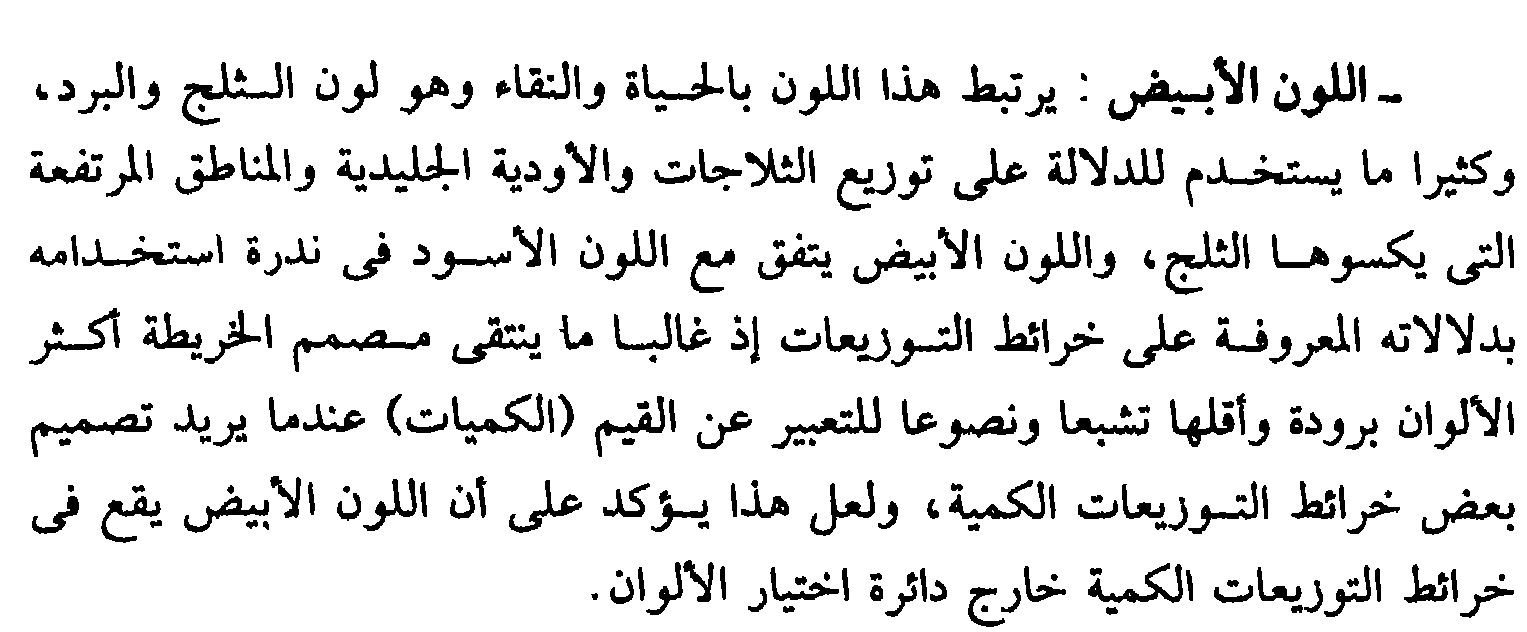 ـ اللون الأبيض : يرتبط هذا اللون بالحياة والنقاء وهو لون الثلج والبرد،
وكثيرا ما يستخدم للدلالة على توزيع الثلاجات والأودية الجليدية والمناطق المرتفعة
التى يكسوها الثلج، واللون الأبيض يتفق مع اللون الأسود فى ندرة استخدامه
بدلالاته المعروفة على خرائط التوزيعات إذ غالبا ما ينتقى مصمم الخريطة أكثر
الألوان برودة وأقلها تشبعا ونصوعا للتعبير عن القيم (الكميات) عندما يريد تصميم
بعض خرائط التوزيعات الكمية، ولعل هذا يؤكد على أن اللون الأبيض يقع فى
خرائط التوزيعات الكمية خارج دائرة اختيار الألوان.